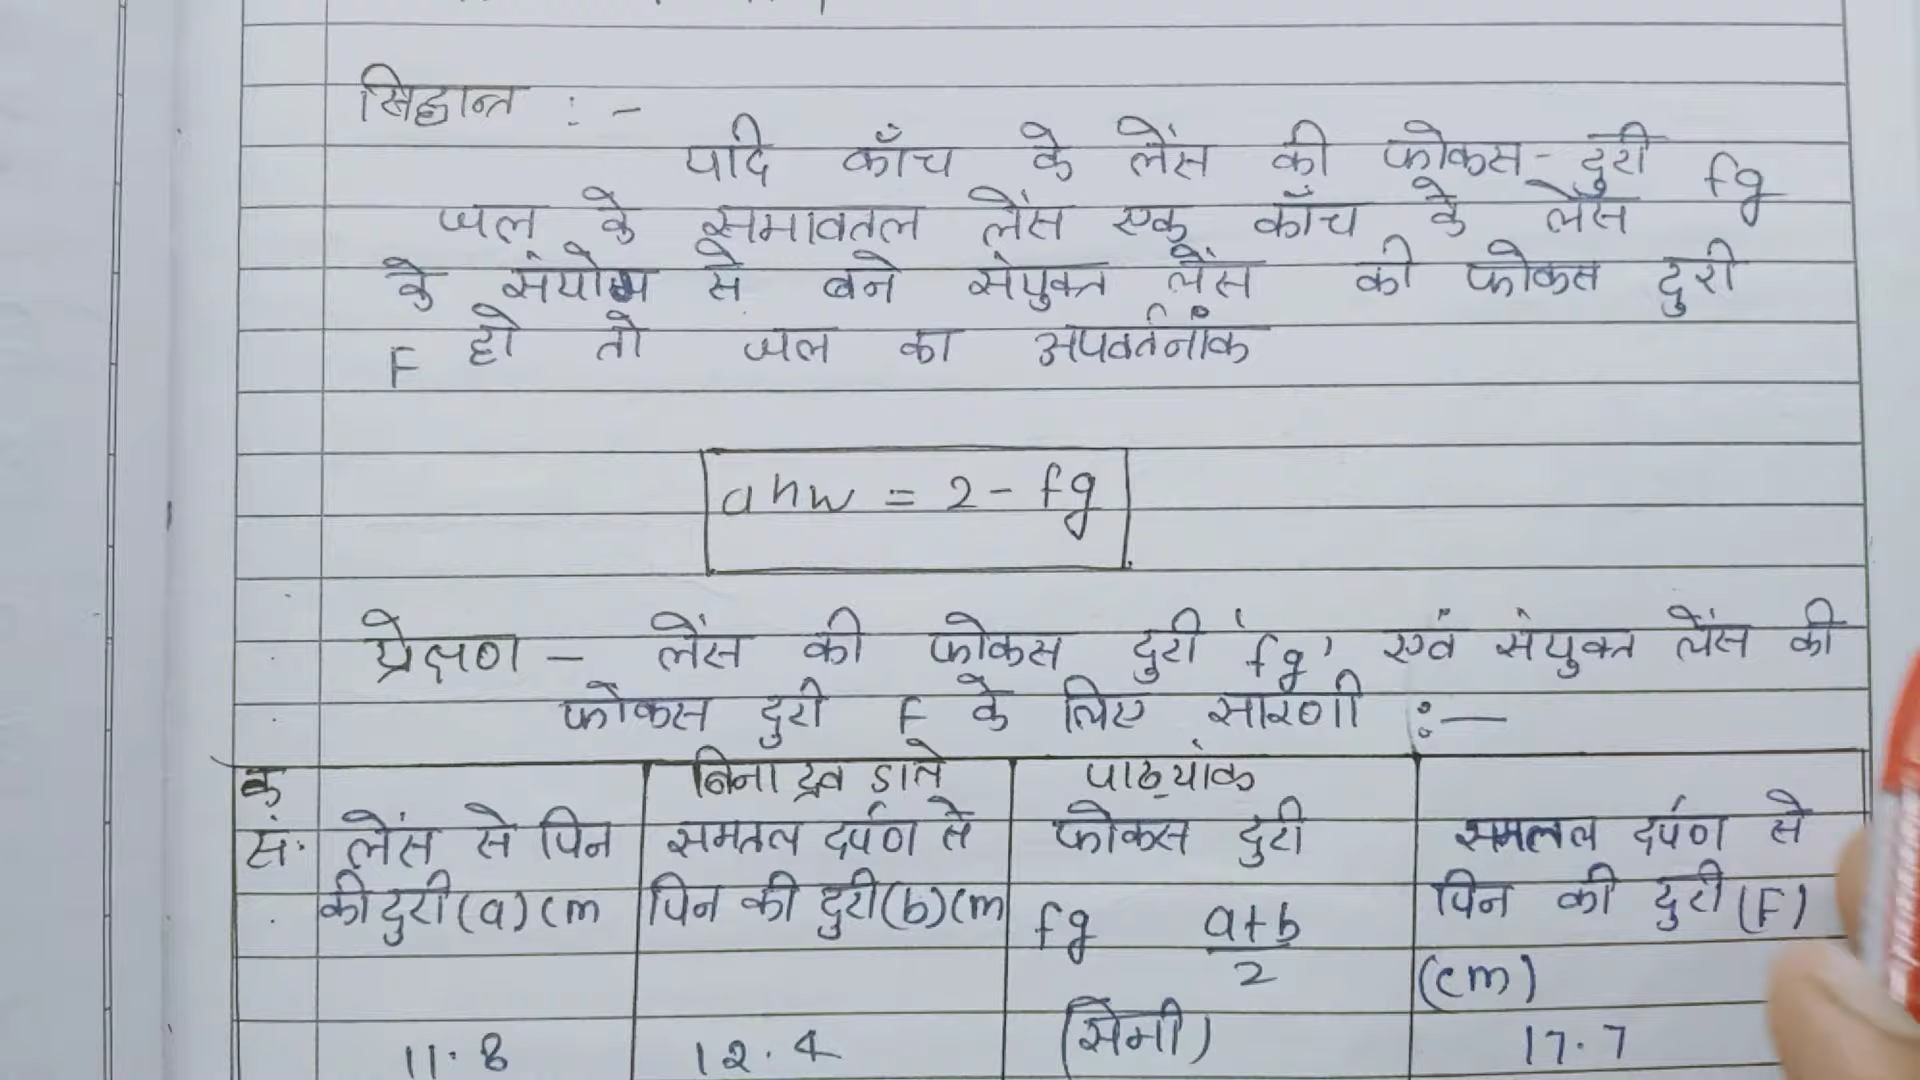 सिद्धान्त :-
यदि काँच के लेंस की फोकस-दुरी fg
जल के समावतल लेंस एक काँच के लेंस
के संयोग से बने संयुक्त लेंस की फोकस दुरी
F हो तो जल का अपवर्तनांक
anw = 2 - fg
प्रेक्षण - लेंस की फोकस दुरी 'fg' एवं संयुक्त लेंस की
फोकस दुरी F के लिए सारणी :-
क्र बिना द्रव डाले पाठ्यांक
सं. लेंस से पिन समतल दर्पण से फोकस दुरी समतल दर्पण से
की दुरी (a) cm पिन की दुरी (b) (m fg a+b/2 पिन की दुरी (F)
(सेमी) (cm)
11.8 12.4 17.7